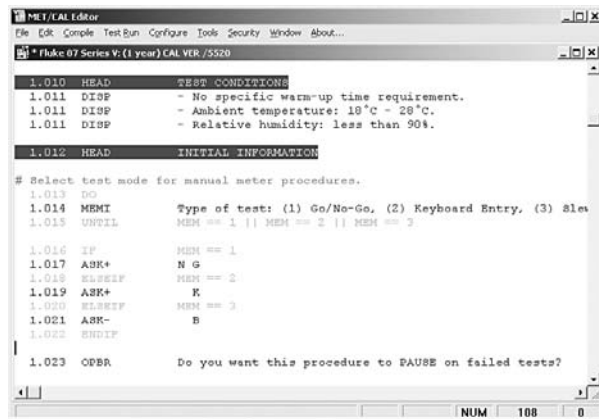 MET/CAL Editor
File Edit Compile Test Run Configure Tools Security Window About...
* Fluke 87 Series V: (1 year) CAL VER /5520
1.010 HEAD TEST CONDITIONS
1.011 DISP - No specific warm-up time requirement.
1.011 DISP - Ambient temperature: 18°C - 28°C.
1.011 DISP - Relative humidity: less than 90%.
1.012 HEAD INITIAL INFORMATION
# Select test mode for manual meter procedures.
1.013 DO
1.014 MEMI Type of test: (1) Go/No-Go, (2) Keyboard Entry, (3) Slew
1.015 UNTIL MEM == 1 || MEM == 2 || MEM == 3
1.016 IF MEM == 1
1.017 ASK+ N G
1.018 ELSEIF MEM == 2
1.019 ASK+ K
1.020 ELSEIF MEM == 3
1.021 ASK- B
1.022 ENDIF
1.023 OPBR Do you want this procedure to PAUSE on failed tests?
NUM 108 0